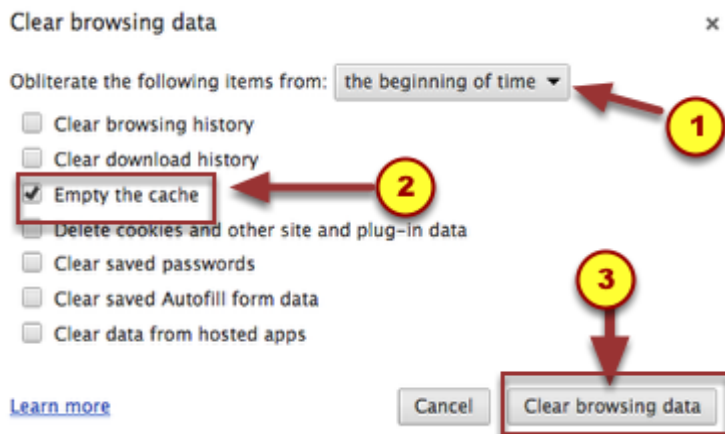 Clear browsing data ×
Obliterate the following items from: the beginning of time
1
Clear browsing history
Clear download history
Empty the cache
2
Delete cookies and other site and plug-in data
Clear saved passwords
Clear saved Autofill form data
3
Clear data from hosted apps
Learn more Cancel Clear browsing data